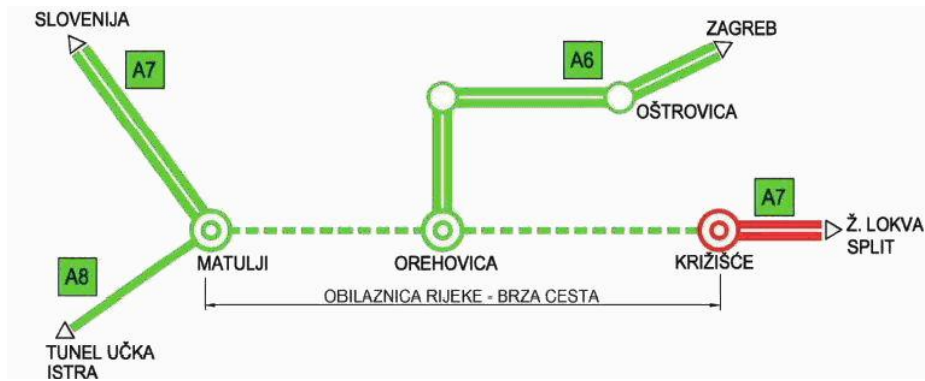 SLOVENIJA
ZAGREB
A7
A6
OŠTROVICA
A7
Ž. LOKVA
SPLIT
MATULJI
OREHOVICA
KRIŽIŠĆE
A8
OBILAZNICA RIJEKE - BRZA CESTA
TUNEL UČKA
ISTRA